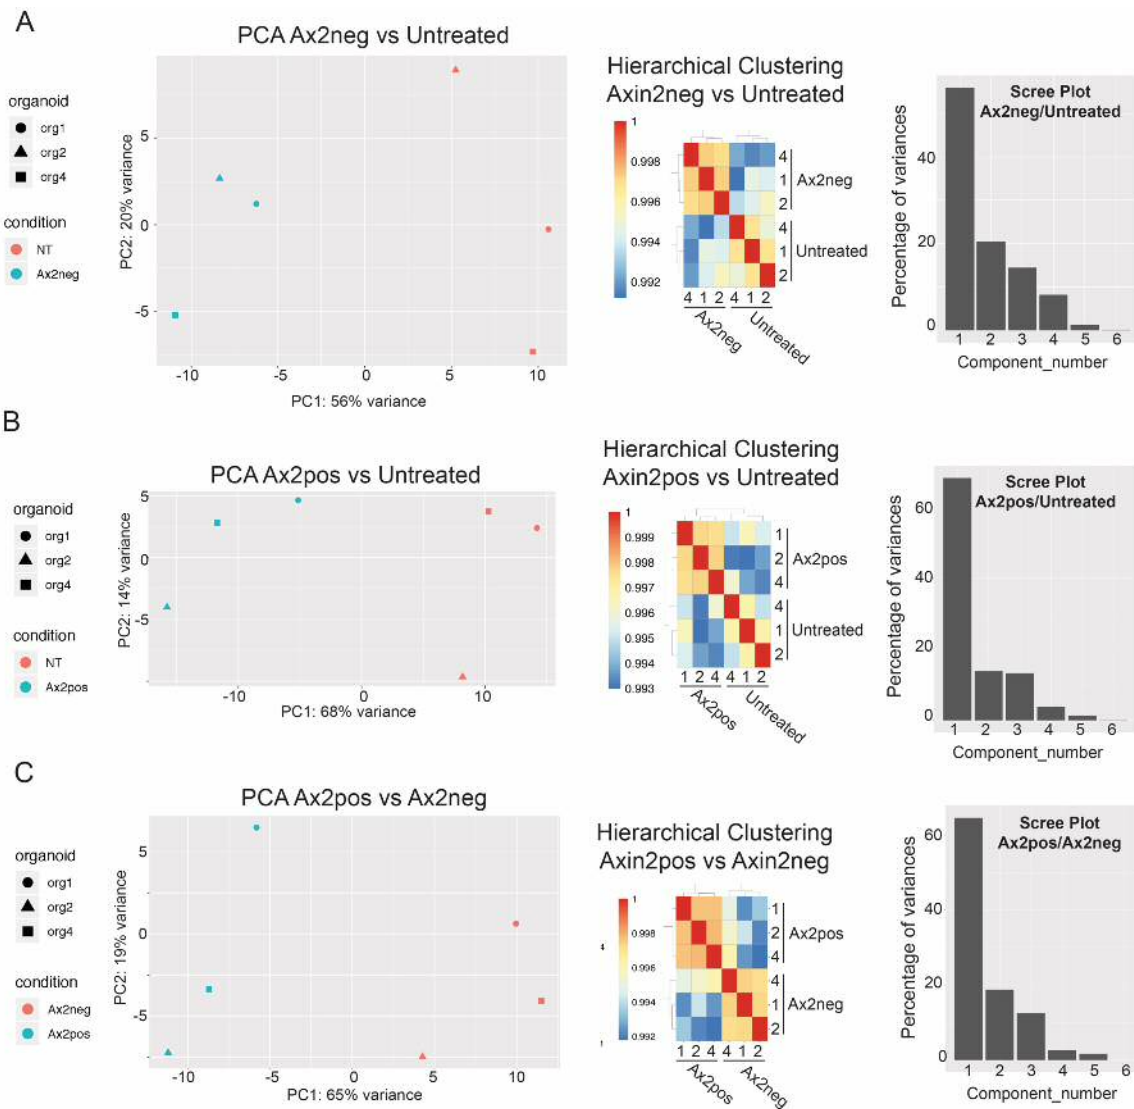 A
PCA Ax2neg vs Untreated
organoid
org1
org2
org4
condition
NT
Ax2neg
PC2: 20% variance
5
0
-5
-10
-5
0
5
10
PC1: 56% variance
Hierarchical Clustering
Axin2neg vs Untreated
1
0.998
0.996
0.994
0.992
4
1
2
Ax2neg
4
1
2
Untreated
4 1 2 4 1 2
Ax2neg
Untreated
Scree Plot
Ax2neg/Untreated
Percentage of variances
40
20
0
1 2 3 4 5 6
Component_number
B
PCA Ax2pos vs Untreated
organoid
org1
org2
org4
condition
NT
Ax2pos
PC2: 14% variance
5
0
-5
-10
0
10
PC1: 68% variance
Hierarchical Clustering
Axin2pos vs Untreated
1
0.999
0.998
0.997
0.996
0.995
0.994
0.993
1
2
4
Ax2pos
4
1
2
Untreated
1 2 4 4 1 2
Ax2pos
Untreated
Scree Plot
Ax2pos/Untreated
Percentage of variances
60
40
20
0
1 2 3 4 5 6
Component_number
C
PCA Ax2pos vs Ax2neg
organoid
org1
org2
org4
condition
Ax2neg
Ax2pos
PC2: 19% variance
5
0
-5
-10
-5
0
5
10
PC1: 65% variance
Hierarchical Clustering
Axin2pos vs Axin2neg
1
0.998
0.996
0.994
0.992
1
2
4
Ax2pos
4
1
2
Ax2neg
1 2 4 4 1 2
Ax2pos
Ax2neg
Scree Plot
Ax2pos/Ax2neg
Percentage of variances
60
40
20
0
1 2 3 4 5 6
Component_number